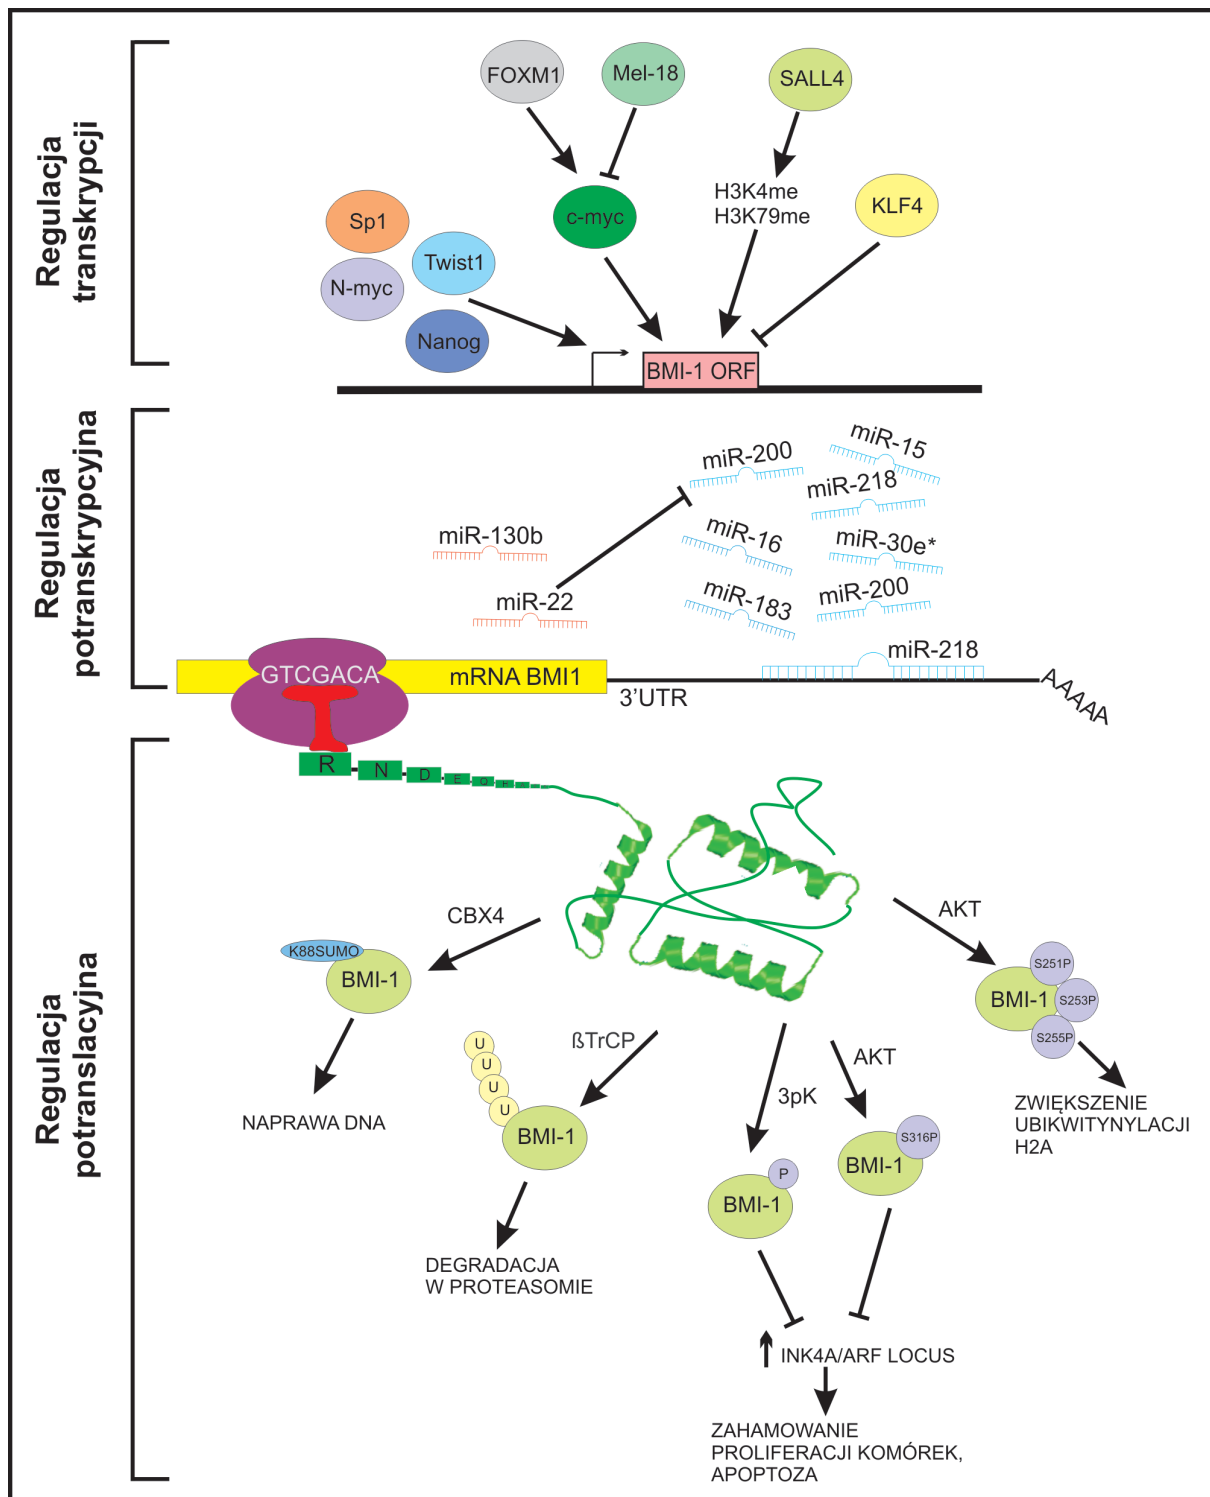 Regulacja
transkrypcji
FOXM1
Mel-18
SALL4
c-myc
H3K4me
H3K79me
KLF4
Sp1
Twist1
N-myc
Nanog
BMI-1 ORF
Regulacja
potranskrypcyjna
miR-200
miR-15
miR-218
miR-130b
miR-16
miR-30e*
miR-22
miR-183
miR-200
miR-218
GTCGACA
mRNA BMI1
3'UTR
AAAAA
Regulacja
potranslacyjna
R
N
D
E
Q
CBX4
AKT
K88SUMO
BMI-1
S251P
BMI-1
S253P
S255P
NAPRAWA DNA
ßTrCP
U
U
U
U
BMI-1
3pK
AKT
ZWIĘKSZENIE
UBIKWITYNYLACJI
H2A
S316P
BMI-1
P
BMI-1
DEGRADACJA
W PROTEASOMIE
INK4A/ARF LOCUS
ZAHAMOWANIE
PROLIFERACJI KOMÓREK,
APOPTOZA